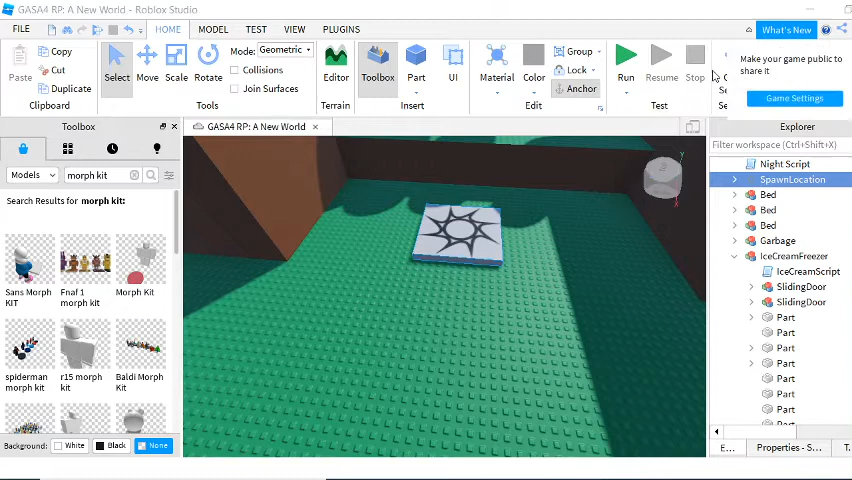 GASA4 RP: A New World - Roblox Studio
FILE HOME MODEL TEST VIEW PLUGINS What's New
Paste Copy Cut Duplicate
Clipboard
Select Move Scale Rotate
Mode: Geometric
Collisions
Join Surfaces
Tools
Editor
Terrain
Toolbox Part UI
Insert
Material Color
Group
Lock
Anchor
Edit
Run Resume Stop
Test
Make your game public to
share it
Game Settings
Toolbox
GASA4 RP: A New World
Explorer
Models morph kit
Filter workspace (Ctrl+Shift+X)
Search Results for morph kit:
Sans Morph
KIT
Fnaf 1
morph kit
Morph Kit
spiderman
morph kit
r15 morph
kit
Baldi Morph
Kit
Background: White Black None
Night Script
SpawnLocation
Bed
Bed
Bed
Garbage
IceCreamFreezer
IceCreamScript
SlidingDoor
SlidingDoor
Part
Part
Part
Part
Part
Part
Part
Part
E... Properties - S... T.